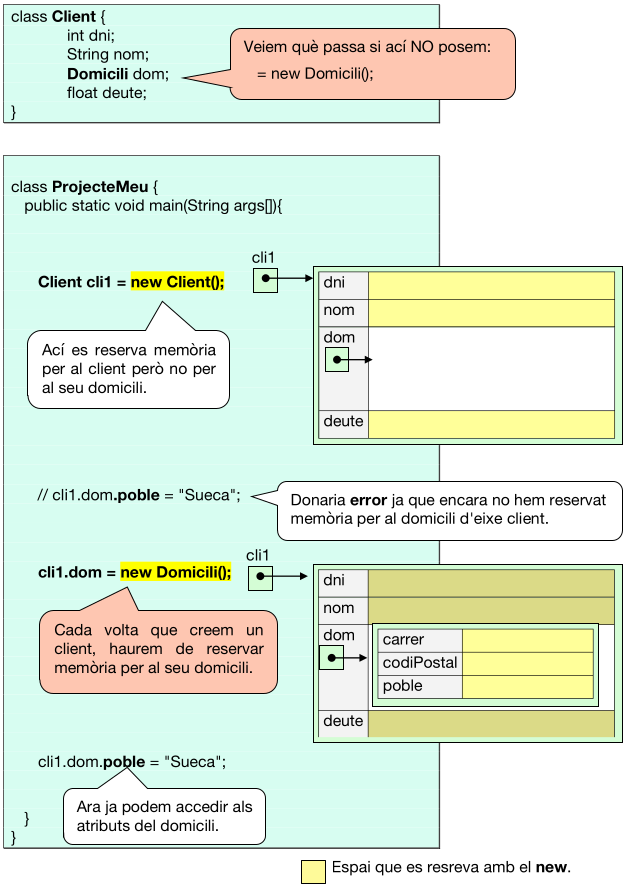 class Client {
int dni;
String nom;
Domicili dom;
float deute;
}
Veiem què passa si ací NO posem:
= new Domicili();
class ProjecteMeu {
public static void main(String args[]){
Client cli1 = new Client();
cli1
dni
nom
dom
deute
Ací es reserva memòria
per al client però no per
al seu domicili.
// cli1.dom.poble = "Sueca";
Donaria error ja que encara no hem reservat
memòria per al domicili d'eixe client.
cli1.dom = new Domicili();
cli1
dni
nom
dom
carrer
codiPostal
poble
deute
Cada volta que creem un
client, haurem de reservar
memòria per al seu domicili.
cli1.dom.poble = "Sueca";
Ara ja podem accedir als
atributs del domicili.
}
}
Espai que es resreva amb el new.